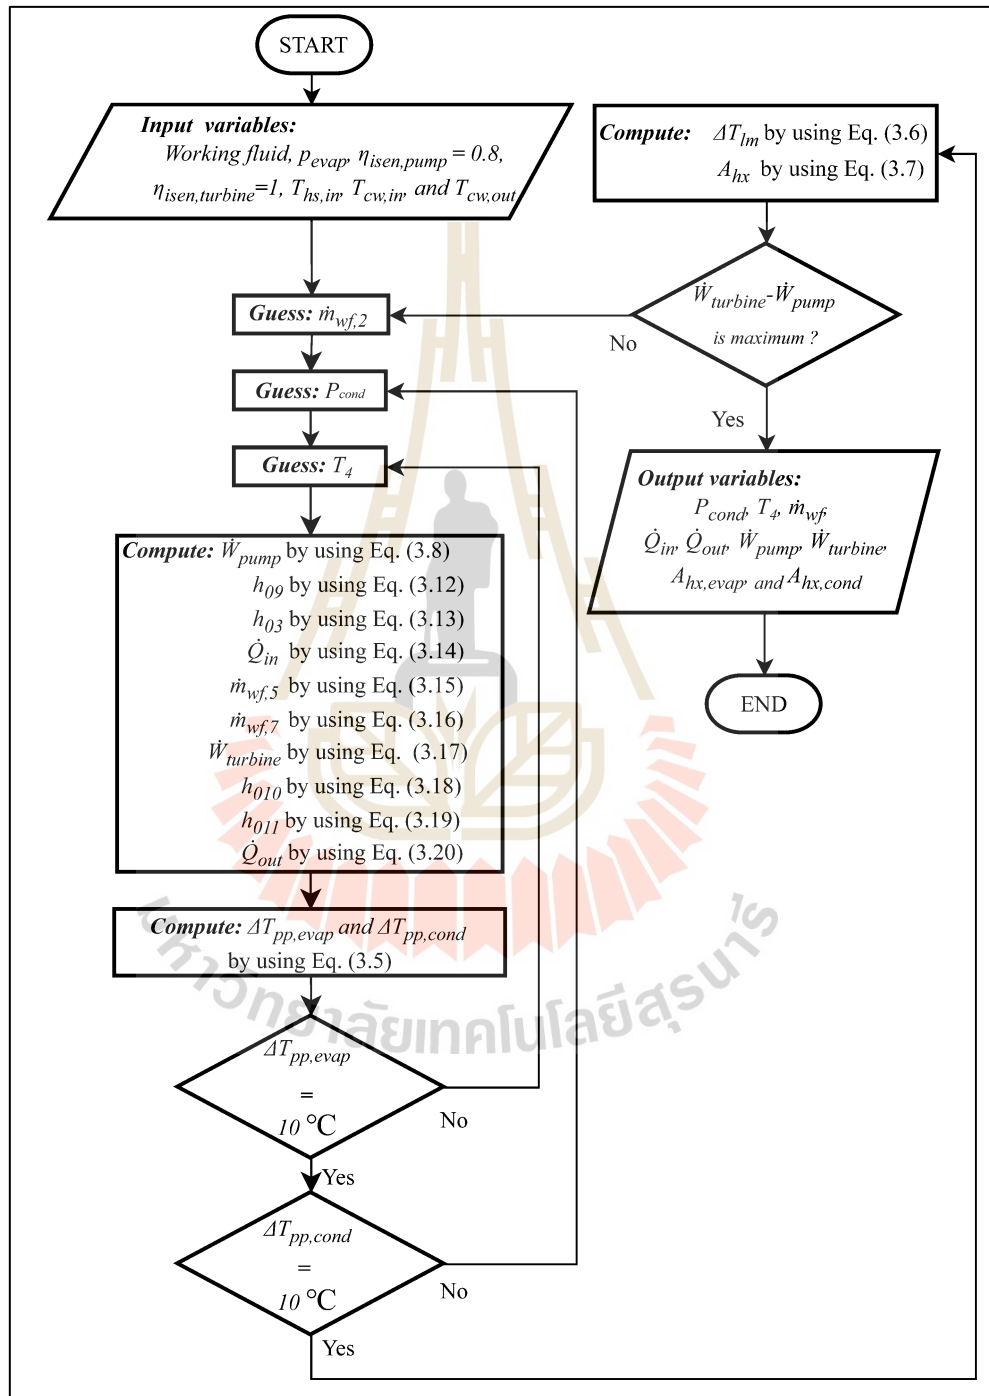 START
Input variables:
Working fluid, p_evap, η_isen,pump = 0.8,
η_isen,turbine=1, T_hs,in, T_cw,in, and T_cw,out
Guess: ṁ_wf,2
Guess: P_cond
Guess: T_4
Compute: Ẇ_pump by using Eq. (3.8)
h_09 by using Eq. (3.12)
h_03 by using Eq. (3.13)
Q̇_in by using Eq. (3.14)
ṁ_wf,5 by using Eq. (3.15)
ṁ_wf,7 by using Eq. (3.16)
Ẇ_turbine by using Eq. (3.17)
h_010 by using Eq. (3.18)
h_011 by using Eq. (3.19)
Q̇_out by using Eq. (3.20)
Compute: ΔT_pp,evap and ΔT_pp,cond
by using Eq. (3.5)
ΔT_pp,evap
=
10 °C
No
Yes
ΔT_pp,cond
=
10 °C
No
Yes
Compute: ΔT_lm by using Eq. (3.6)
A_hx by using Eq. (3.7)
Ẇ_turbine-Ẇ_pump
is maximum ?
No
Yes
Output variables:
P_cond, T_4, ṁ_wf,
Q̇_in, Q̇_out, Ẇ_pump, Ẇ_turbine,
A_hx,evap, and A_hx,cond
END
มหาวิทยาลัยเทคโนโลยีสุรนารี